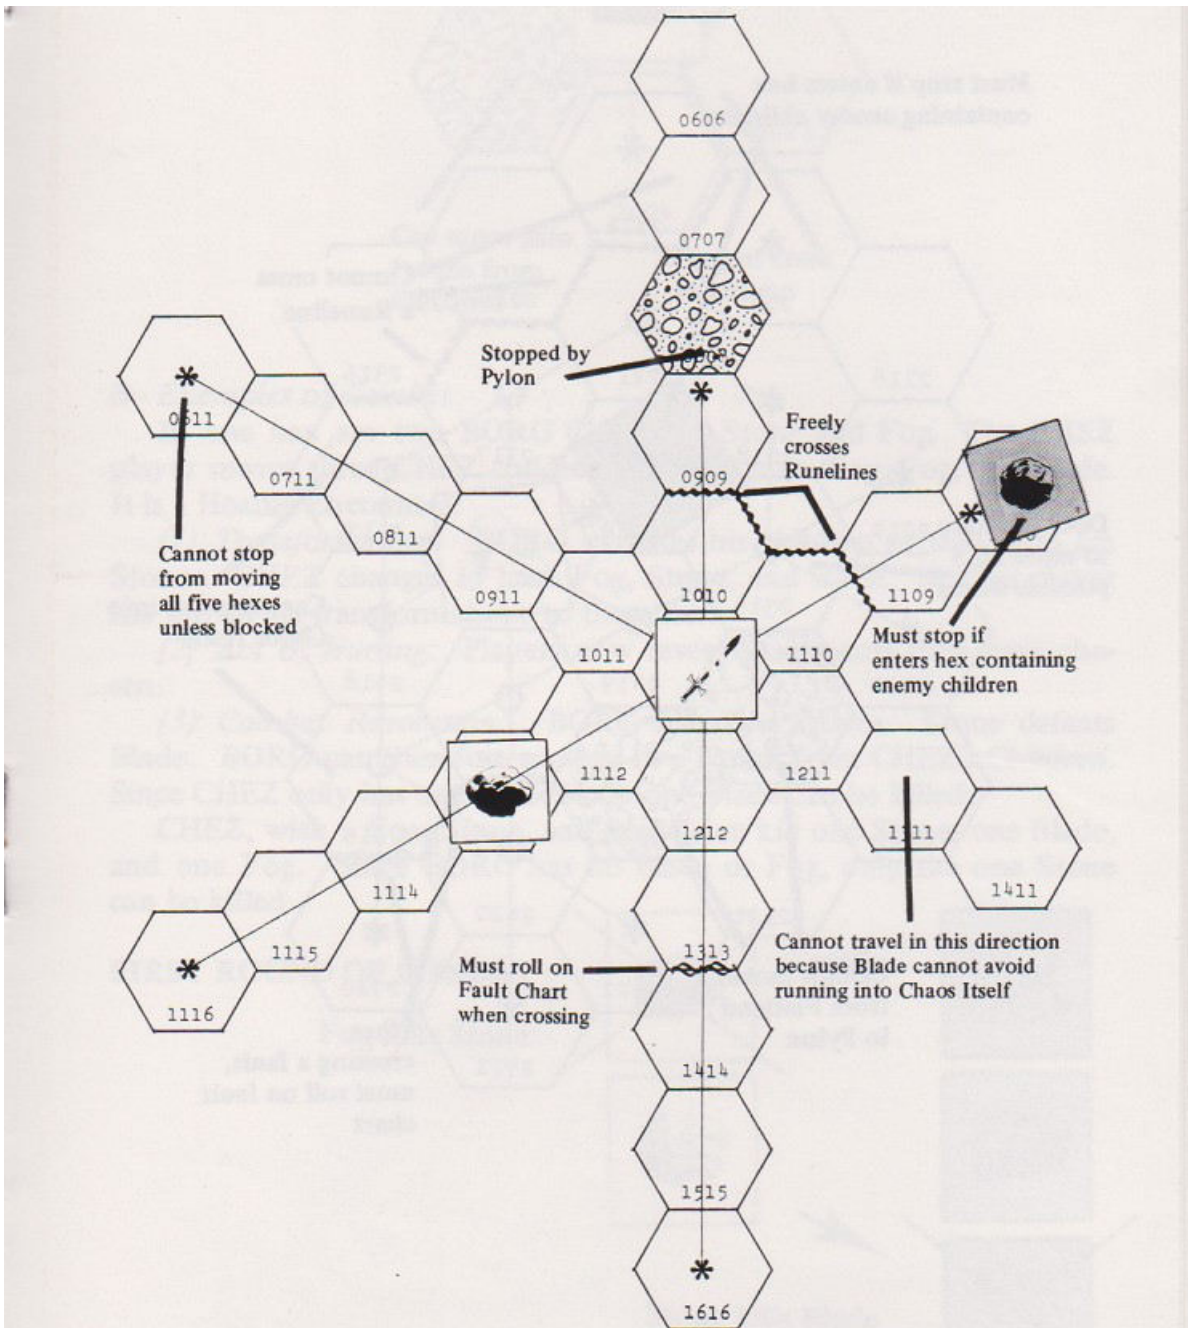 0606
0707
Stopped by
Pylon
Freely
crosses
Runelines
0909
0611
0711
0811
0911
1010
1109
Cannot stop
from moving
all five hexes
unless blocked
Must stop if
enters hex containing
enemy children
1011
1110
1112
1211
1212
1311
1411
1114
1115
1116
1313
Must roll on
Fault Chart
when crossing
Cannot travel in this direction
because Blade cannot avoid
running into Chaos Itself
1414
1515
1616